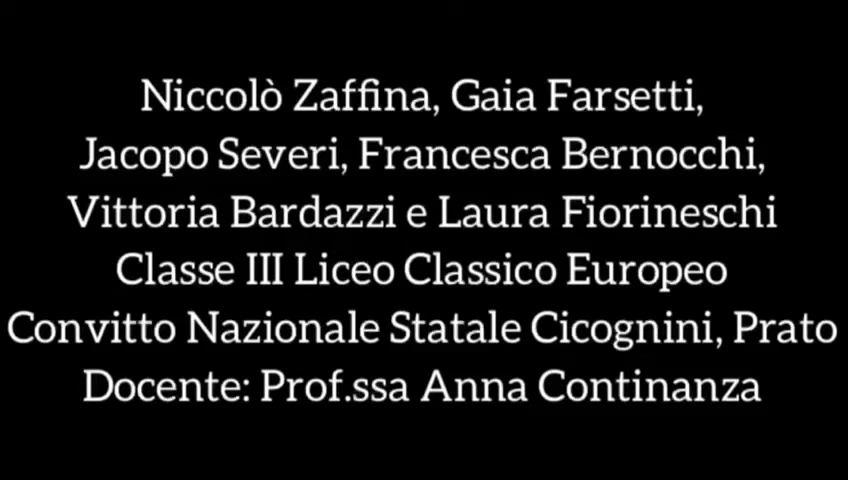 Niccolò Zaffina, Gaia Farsetti,
Jacopo Severi, Francesca Bernocchi,
Vittoria Bardazzi e Laura Fiorineschi
Classe III Liceo Classico Europeo
Convitto Nazionale Statale Cicognini, Prato
Docente: Prof.ssa Anna Continanza